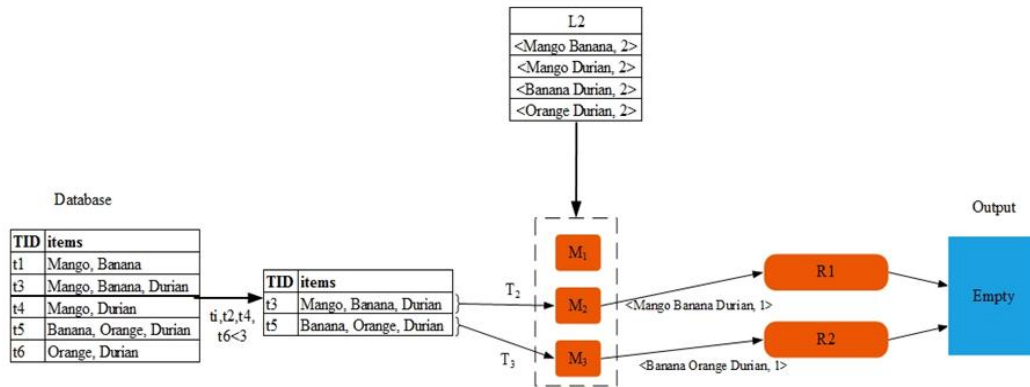 L2
<Mango Banana, 2>
<Mango Durian, 2>
<Banana Durian, 2>
<Orange Durian, 2>
Database
TID items
t1 Mango, Banana
t3 Mango, Banana, Durian
t4 Mango, Durian
t5 Banana, Orange, Durian
t6 Orange, Durian
ti,t2,t4,
t6<3
TID items
t3 Mango, Banana, Durian
t5 Banana, Orange, Durian
T2
T3
M1
M2
M3
<Mango Banana Durian, 1>
<Banana Orange Durian, 1>
R1
R2
Output
Empty